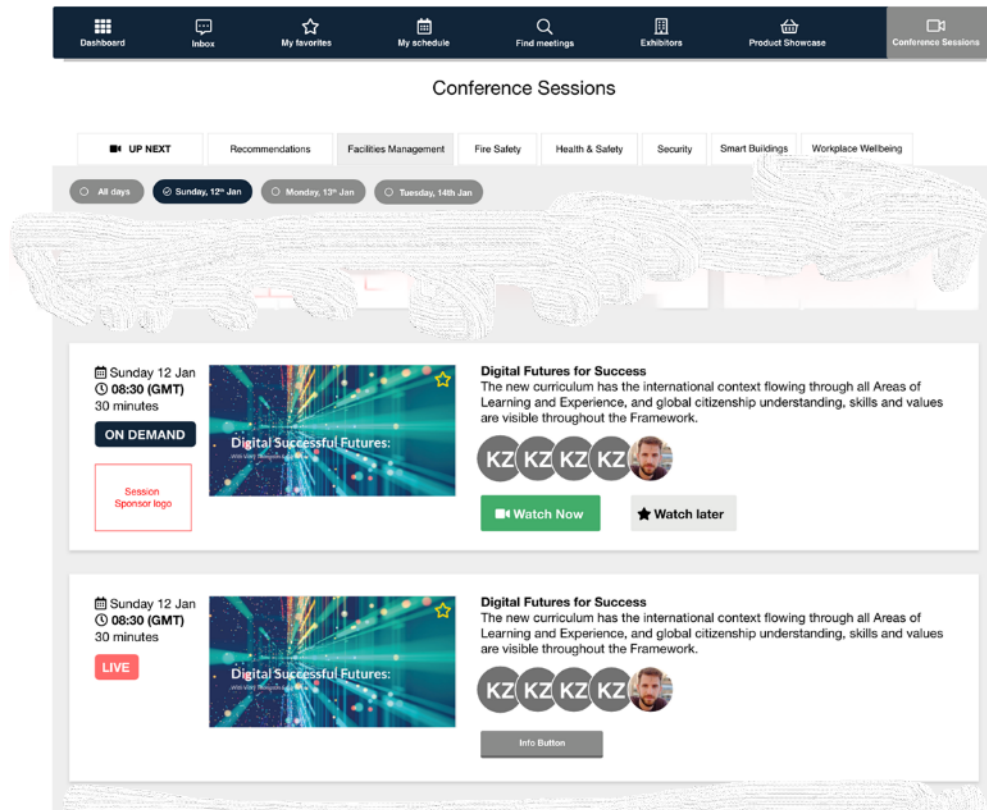 Dashboard
Inbox
My favorites
My schedule
Find meetings
Exhibitors
Product Showcase
Conference Sessions
Conference Sessions
UP NEXT
Recommendations
Facilities Management
Fire Safety
Health & Safety
Security
Smart Buildings
Workplace Wellbeing
All days
Sunday, 12th Jan
Monday, 13th Jan
Tuesday, 14th Jan
Sunday 12 Jan
08:30 (GMT)
30 minutes
ON DEMAND
Session
Sponsor logo
Digital Successful Futures:
Digital Futures for Success
The new curriculum has the international context flowing through all Areas of
Learning and Experience, and global citizenship understanding, skills and values
are visible throughout the Framework.
KZ KZ KZ KZ
Watch Now
Watch later
Sunday 12 Jan
08:30 (GMT)
30 minutes
LIVE
Digital Successful Futures:
Digital Futures for Success
The new curriculum has the international context flowing through all Areas of
Learning and Experience, and global citizenship understanding, skills and values
are visible throughout the Framework.
KZ KZ KZ KZ
Info Button